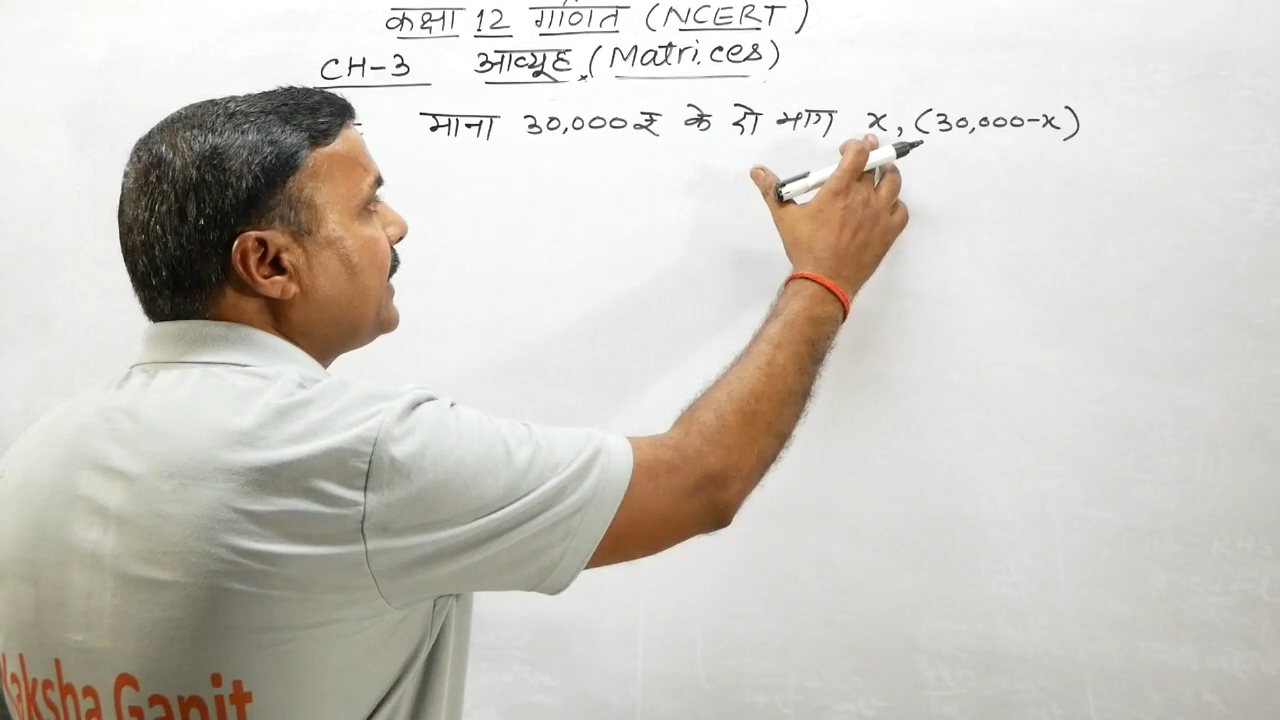 कक्षा 12 गणित (NCERT)
CH-3 आव्यूह (Matrices)
माना 30,000₹ के दो भाग x, (30,000-x)
Kaksha Ganit